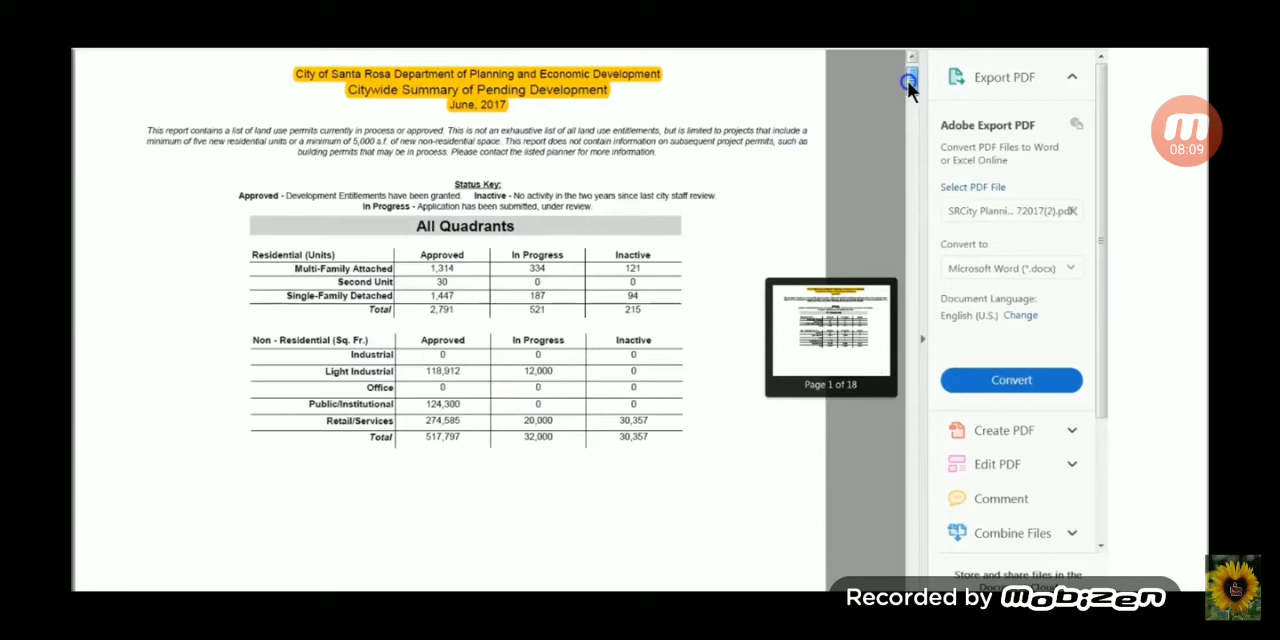 City of Santa Rosa Department of Planning and Economic Development
Citywide Summary of Pending Development
June, 2017
This report contains a list of land use permits currently in process or approved. This is not an exhaustive list of all land use entitlements, but is limited to projects that include a
minimum of five new residential units or a minimum of 5,000 s.f. of new non-residential space. This report does not contain information on subsequent project permits, such as
building permits that may be in process. Please contact the listed planner for more information.
Status Key:
Approved - Development Entitlements have been granted. Inactive - No activity in the two years since last city staff review.
In Progress - Application has been submitted, under review.
All Quadrants
Residential (Units) Approved In Progress Inactive
Multi-Family Attached 1,314 334 121
Second Unit 30 0 0
Single-Family Detached 1,447 187 94
Total 2,791 521 215
Non - Residential (Sq. Fr.) Approved In Progress Inactive
Industrial 0 0 0
Light Industrial 118,912 12,000 0
Office 0 0 0
Public/Institutional 124,300 0 0
Retail/Services 274,585 20,000 30,357
Total 517,797 32,000 30,357
Page 1 of 18
Export PDF
Adobe Export PDF
Convert PDF Files to Word
or Excel Online
Select PDF File
SRCity Planni... 72017(2).pdf
Convert to
Microsoft Word (*.docx)
Document Language:
English (U.S.) Change
Convert
Create PDF
Edit PDF
Comment
Combine Files
Store and share files in the
08:09
Recorded by mobizen